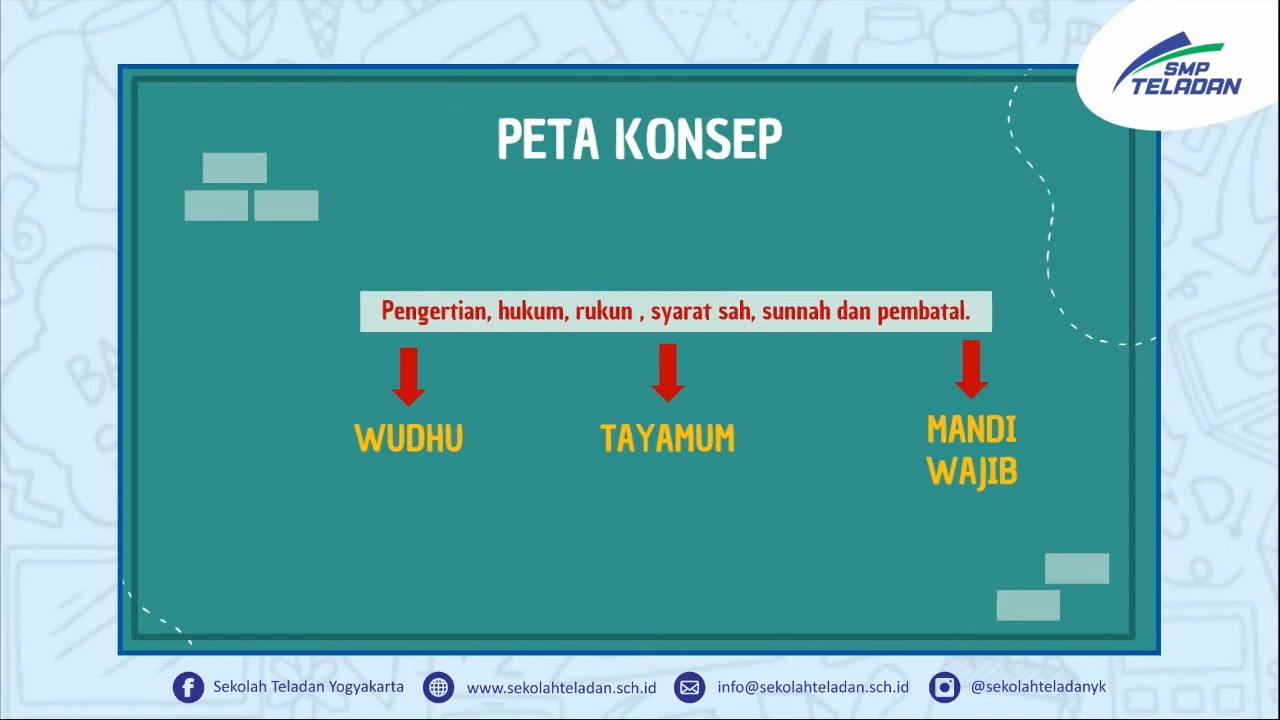 SMP
TELADAN
PETA KONSEP
Pengertian, hukum, rukun , syarat sah, sunnah dan pembatal.
WUDHU
TAYAMUM
MANDI
WAJIB
Sekolah Teladan Yogyakarta
www.sekolahteladan.sch.id
info@sekolahteladan.sch.id
@sekolahteladanyk